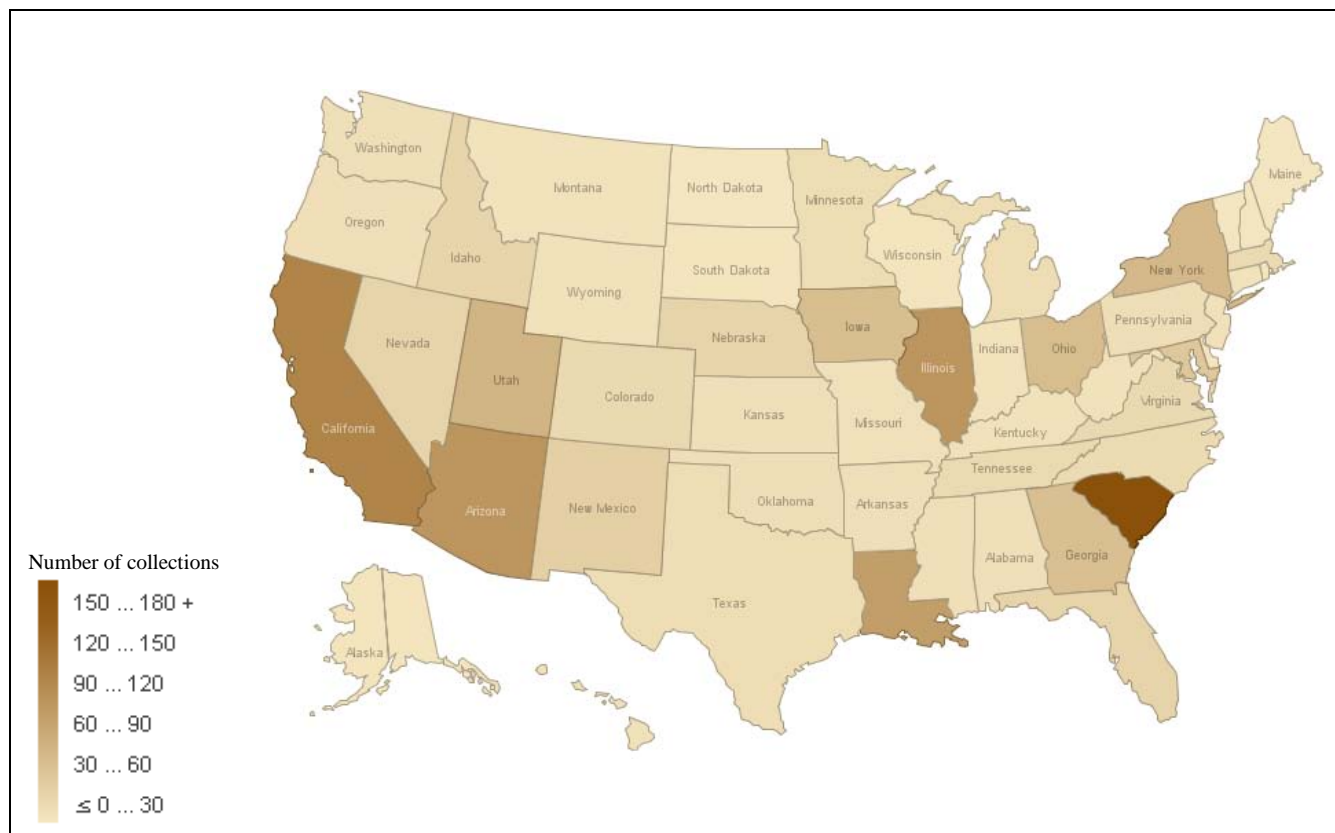 Washington
Montana
North Dakota
Minnesota
Maine
Oregon
Idaho
Wisconsin
South Dakota
New York
Wyoming
Iowa
Pennsylvania
Nebraska
Nevada
Illinois
Indiana
Ohio
Utah
Colorado
Virginia
California
Kansas
Missouri
Kentucky
Tennessee
Arizona
New Mexico
Oklahoma
Arkansas
Alabama
Georgia
Texas
Alaska
Number of collections
150 ... 180 +
120 ... 150
90 ... 120
60 ... 90
30 ... 60
≤ 0 ... 30